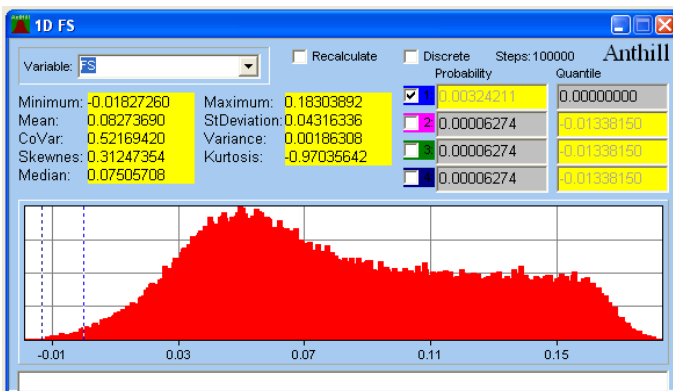 Anthill
1D FS
Variable: FS
Recalculate
Discrete Steps:100000 Anthill
Probability Quantile
Minimum: -0.01827260 Maximum: 0.18303892
Mean: 0.08273690 StDeviation: 0.04316336
CoVar: 0.52169420 Variance: 0.00186308
Skewnes: 0.31247354 Kurtosis: -0.97035642
Median: 0.07505708
1 0.00324211 0.00000000
2 0.00006274 -0.01338150
3 0.00006274 -0.01338150
4 0.00006274 -0.01338150
-0.01 0.03 0.07 0.11 0.15